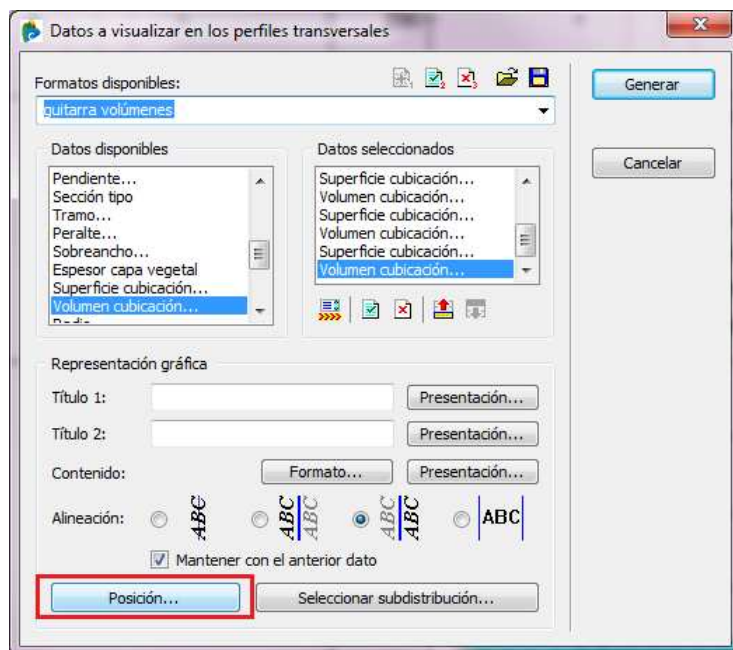 Datos a visualizar en los perfiles transversales
Formatos disponibles:
guitarra volúmenes
Generar
Cancelar
Datos disponibles
Pendiente...
Sección tipo
Tramo...
Peralte...
Sobreancho...
Espesor capa vegetal
Superficie cubicación...
Volumen cubicación...
Datos seleccionados
Superficie cubicación...
Volumen cubicación...
Superficie cubicación...
Volumen cubicación...
Superficie cubicación...
Volumen cubicación...
Representación gráfica
Título 1: Presentación...
Título 2: Presentación...
Contenido: Formato... Presentación...
Alineación: ABC ABC ABC ABC ABC ABC
Mantener con el anterior dato
Posición... Seleccionar subdistribución...